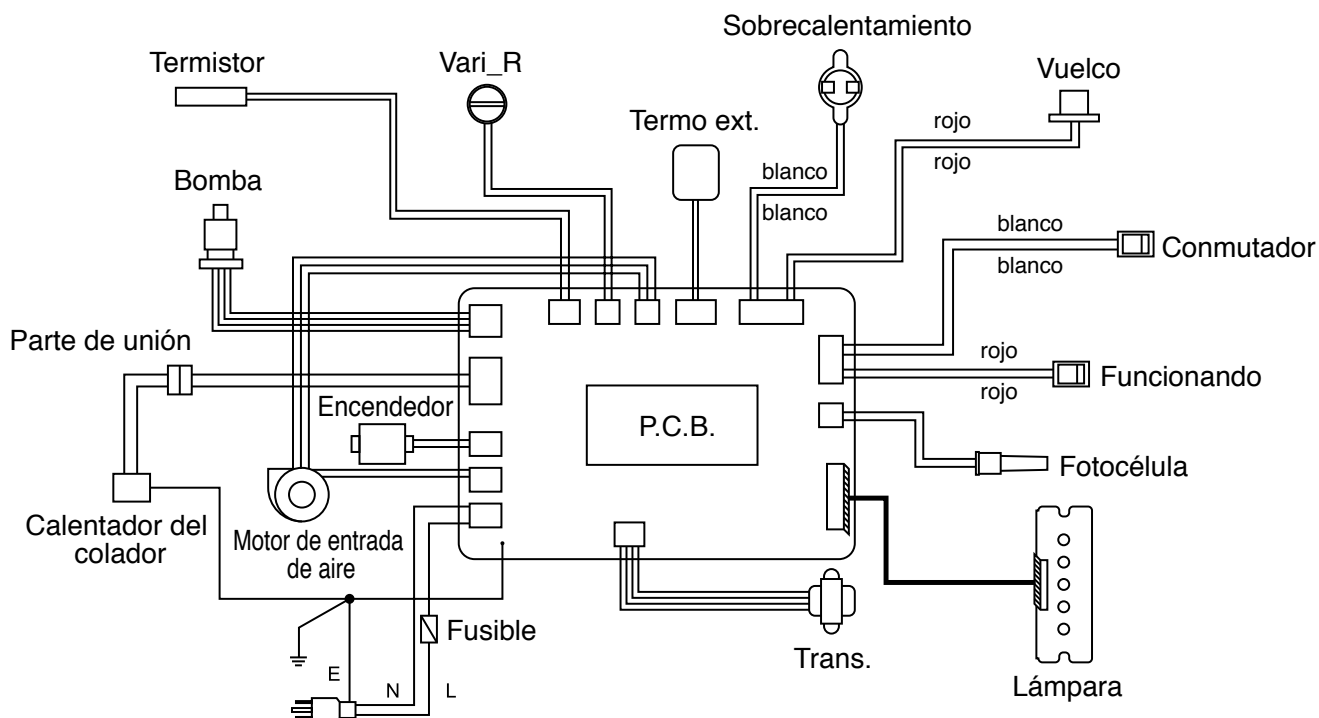 Sobrecalentamiento
Termistor
Vari_R
Vuelco
Termo ext.
rojo
rojo
blanco
blanco
Bomba
blanco
blanco
Conmutador
Parte de unión
rojo
rojo
Funcionando
Encendedor
P.C.B.
Fotocélula
Calentador del
colador
Motor de entrada
de aire
Fusible
Trans.
E
N
L
Lámpara